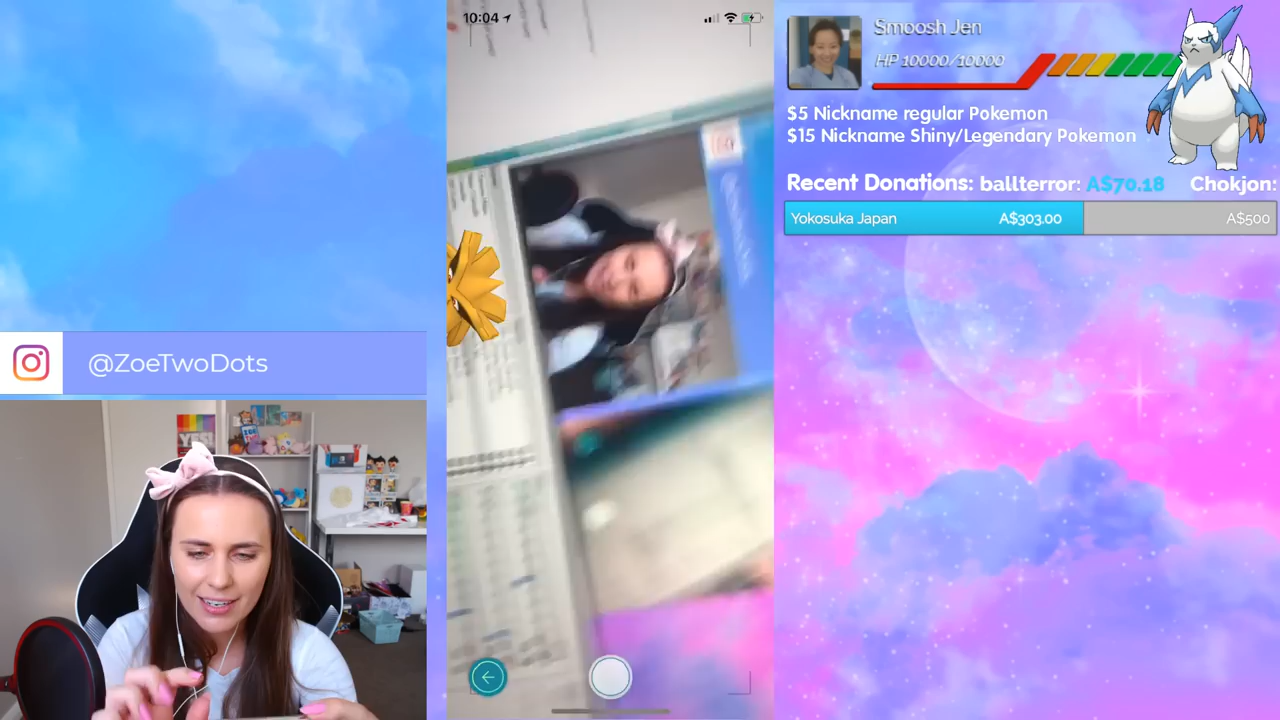 @ZoeTwoDots
10:04
Smoosh Jen
HP 10000/10000
$5 Nickname regular Pokemon
$15 Nickname Shiny/Legendary Pokemon
Recent Donations: ballterror: A$70.18 Chokjon:
Yokosuka Japan A$303.00 A$500